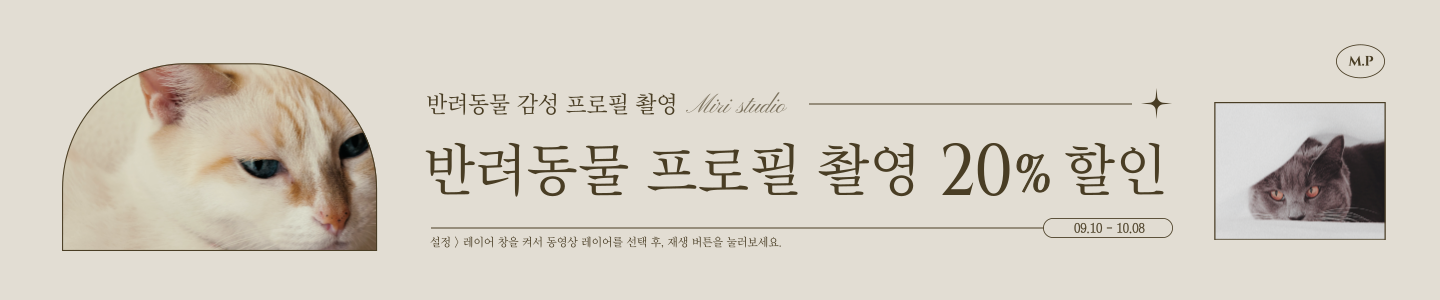 M.P
반려동물 감성 프로필 촬영 Miri studio
반려동물 프로필 촬영 20% 할인
09.10 - 10.08
설정 > 레이어 창을 켜서 동영상 레이어를 선택 후, 재생 버튼을 눌러보세요.